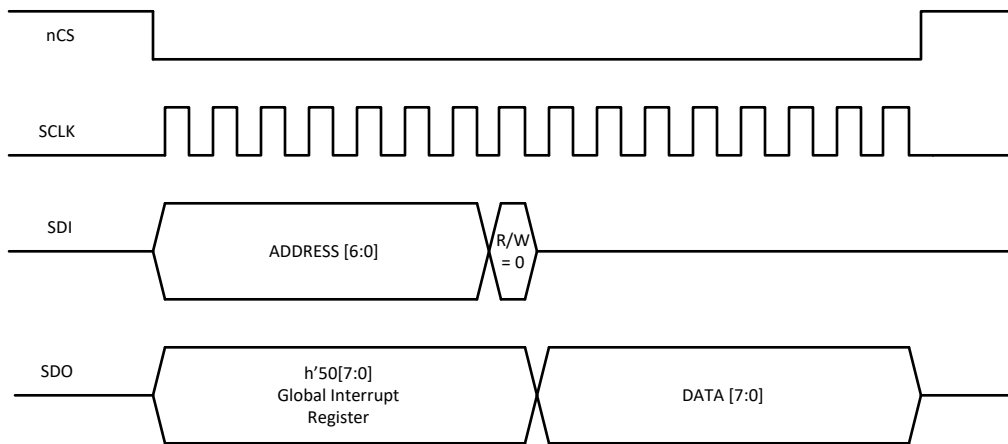 nCS
SCLK
SDI
ADDRESS [6:0]
R/W
= 0
SDO
h’50[7:0]
Global Interrupt
Register
DATA [7:0]